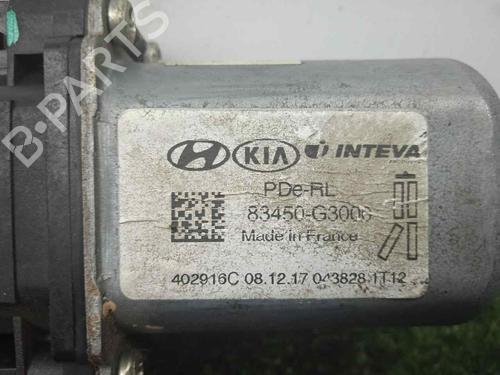 B-PARTS
HYUNDAI KIA INTEVA
PDe-RL
83450-G3000
Made in France
402916C 08.12.17 043828 1T12